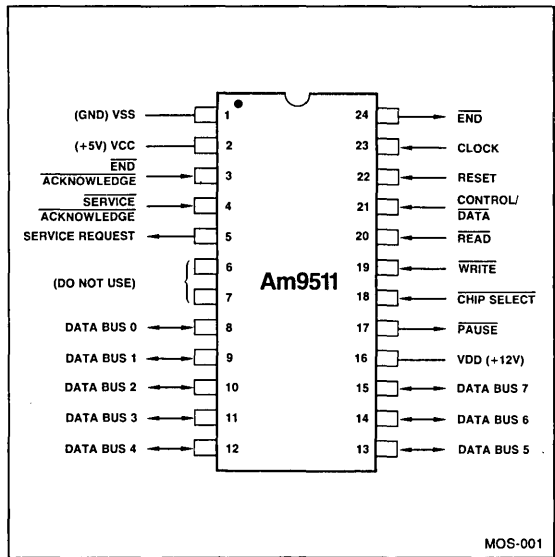 (GND) VSS 1
(+5V) VCC 2
END
ACKNOWLEDGE 3
SERVICE
ACKNOWLEDGE 4
SERVICE REQUEST 5
(DO NOT USE) 6
7
DATA BUS 0 8
DATA BUS 1 9
DATA BUS 2 10
DATA BUS 3 11
DATA BUS 4 12
Am9511
24 END
23 CLOCK
22 RESET
21 CONTROL/
DATA
20 READ
19 WRITE
18 CHIP SELECT
17 PAUSE
16 VDD (+12V)
15 DATA BUS 7
14 DATA BUS 6
13 DATA BUS 5
MOS-001